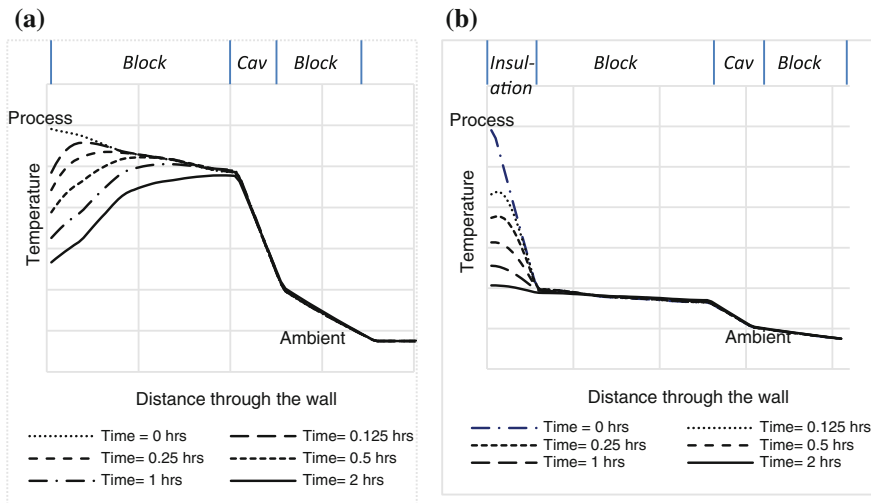 (a)
Block
Cav
Block
Process
Temperature
Ambient
Distance through the wall
Time = 0 hrs
Time= 0.125 hrs
Time= 0.25 hrs
Time= 0.5 hrs
Time= 1 hrs
Time= 2 hrs
(b)
Insul-
ation
Block
Cav
Block
Process
Temperature
Ambient
Distance through the wall
Time= 0 hrs
Time= 0.125 hrs
Time= 0.25 hrs
Time= 0.5 hrs
Time= 1 hrs
Time= 2 hrs